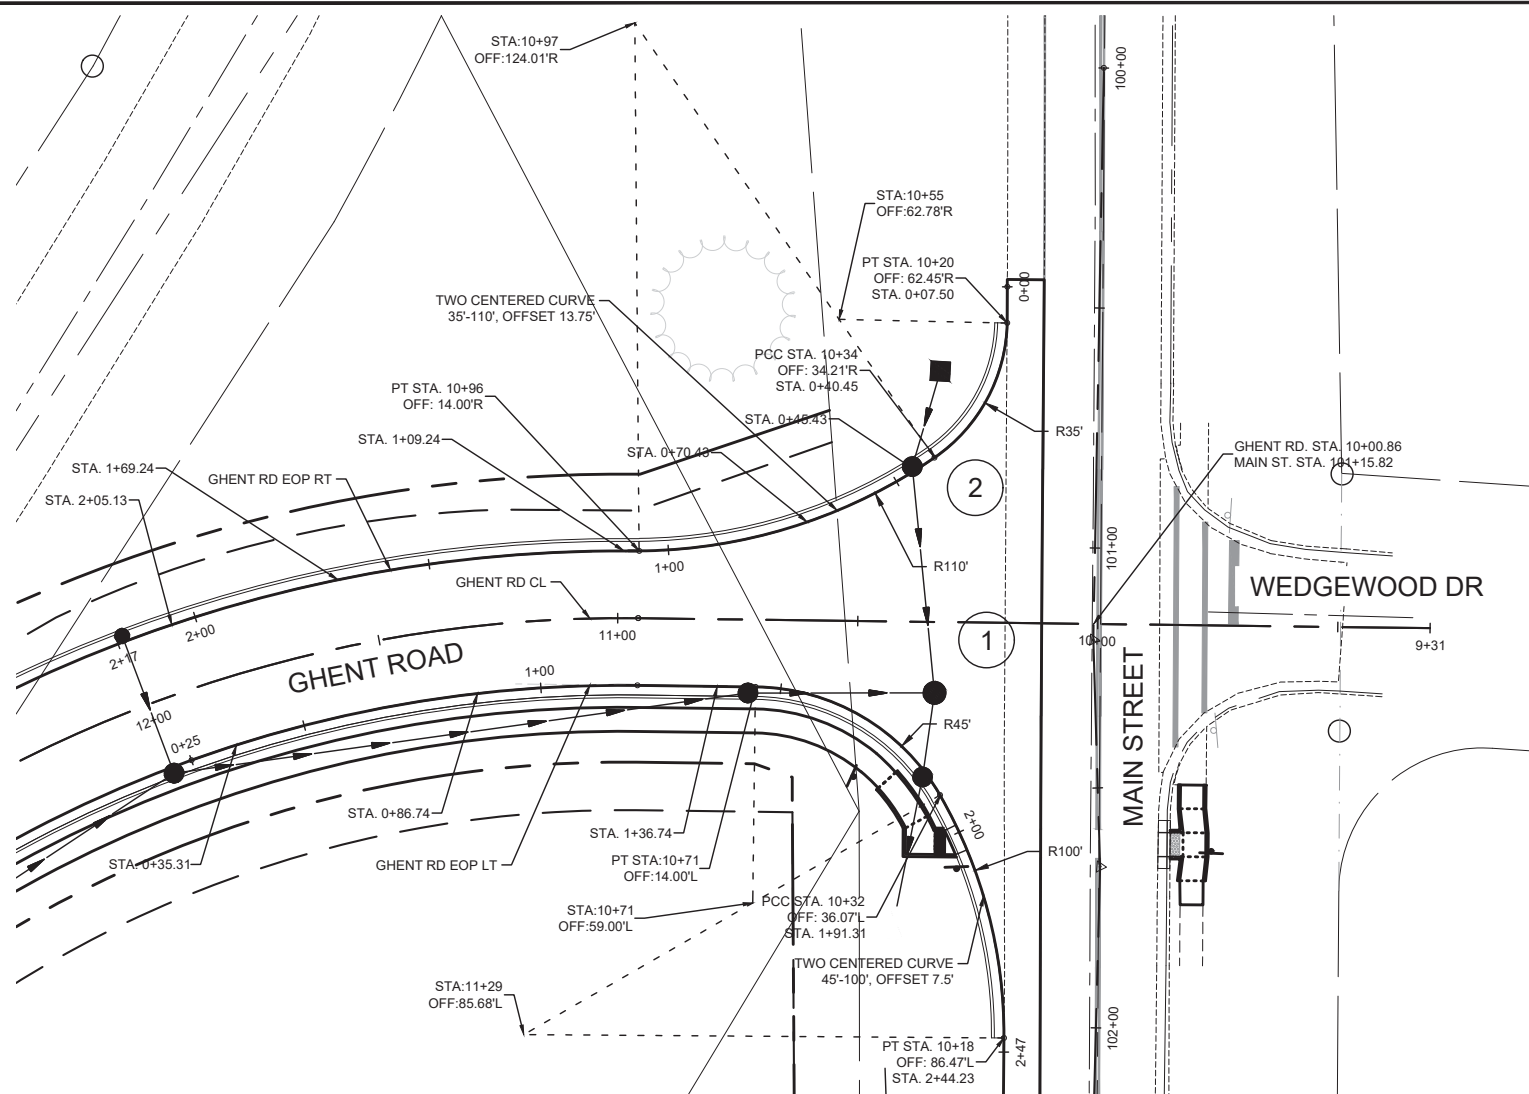 STA:10+97
OFF:124.01'R
100+00
STA:10+55
OFF:62.78'R
PT STA. 10+20
OFF: 62.45'R
STA. 0+07.50
0+00
TWO CENTERED CURVE
35'-110', OFFSET 13.75'
PCC STA. 10+34
OFF: 34.21'R
STA. 0+40.45
PT STA. 10+96
OFF: 14.00'R
STA. 0+45.43
R35'
STA. 1+09.24
STA. 0+70.43
GHENT RD. STA. 10+00.86
MAIN ST. STA. 101+15.82
STA. 1+69.24
GHENT RD EOP RT
STA. 2+05.13
2
101+00
1+00
R110'
GHENT RD CL
WEDGEWOOD DR
2+00
11+00
1
10+00
9+31
2+17
GHENT ROAD
1+00
MAIN STREET
12+00
0+25
R45'
STA. 0+86.74
STA. 1+36.74
2+00
STA. 0+35.31
GHENT RD EOP LT
PT STA:10+71
OFF:14.00'L
R100'
STA:10+71
OFF:59.00'L
PCC STA. 10+32
OFF: 36.07'L
STA. 1+91.31
TWO CENTERED CURVE
45'-100', OFFSET 7.5'
STA:11+29
OFF:85.68'L
102+00
PT STA. 10+18
OFF: 86.47'L
STA. 2+44.23
2+47